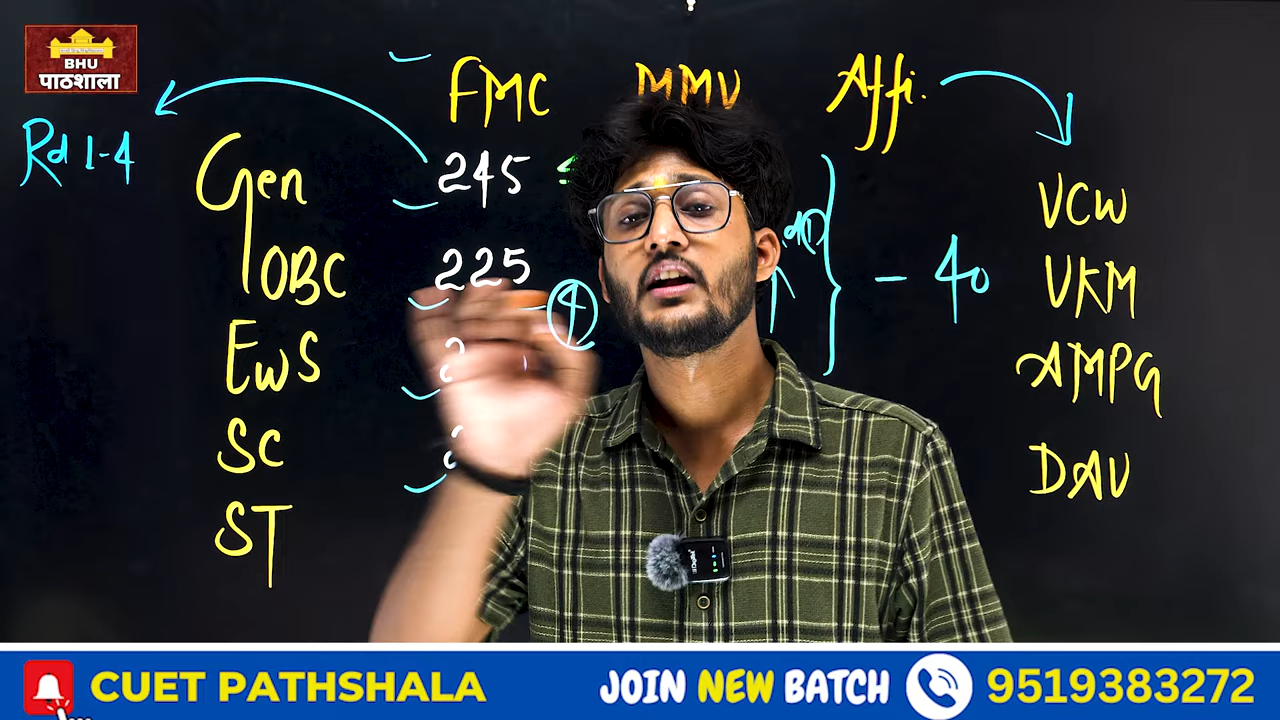 BHU
पाठशाला
FMC MMV Affi.
Rd 1-4
Gen 245
OBC 225
4
- 40
EWS
SC
ST
VCW
VKM
AMPG
DAV
CUET PATHSHALA
JOIN NEW BATCH
9519383272